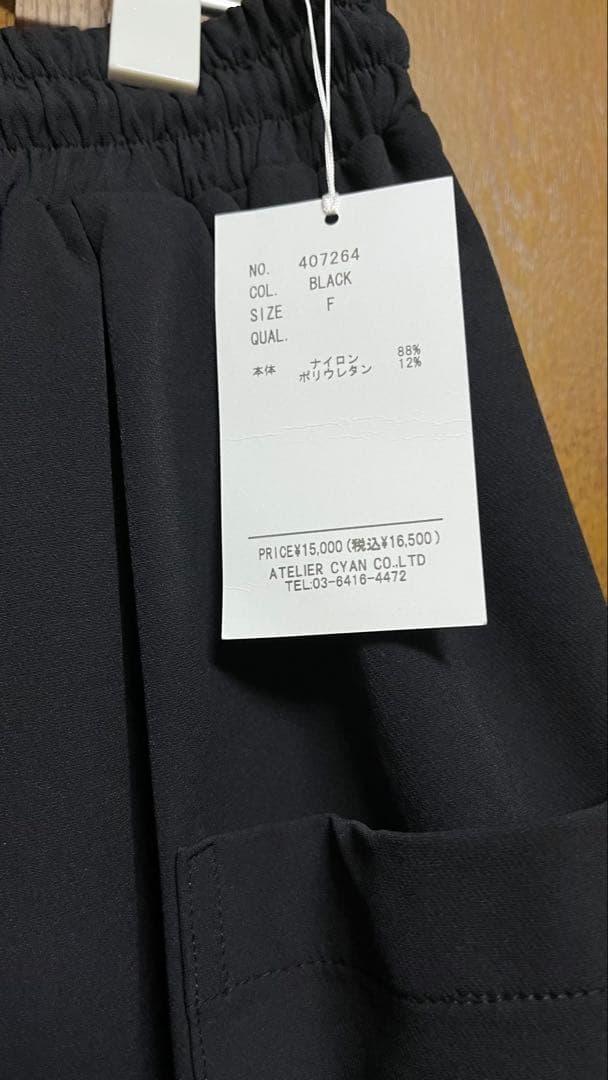 NO. 407264
COL. BLACK
SIZE F
QUAL.
本体 ナイロン 88%
ポリウレタン 12%
PRICE¥15,000(税込¥16,500)
ATELIER CYAN CO.,LTD
TEL:03-6416-4472